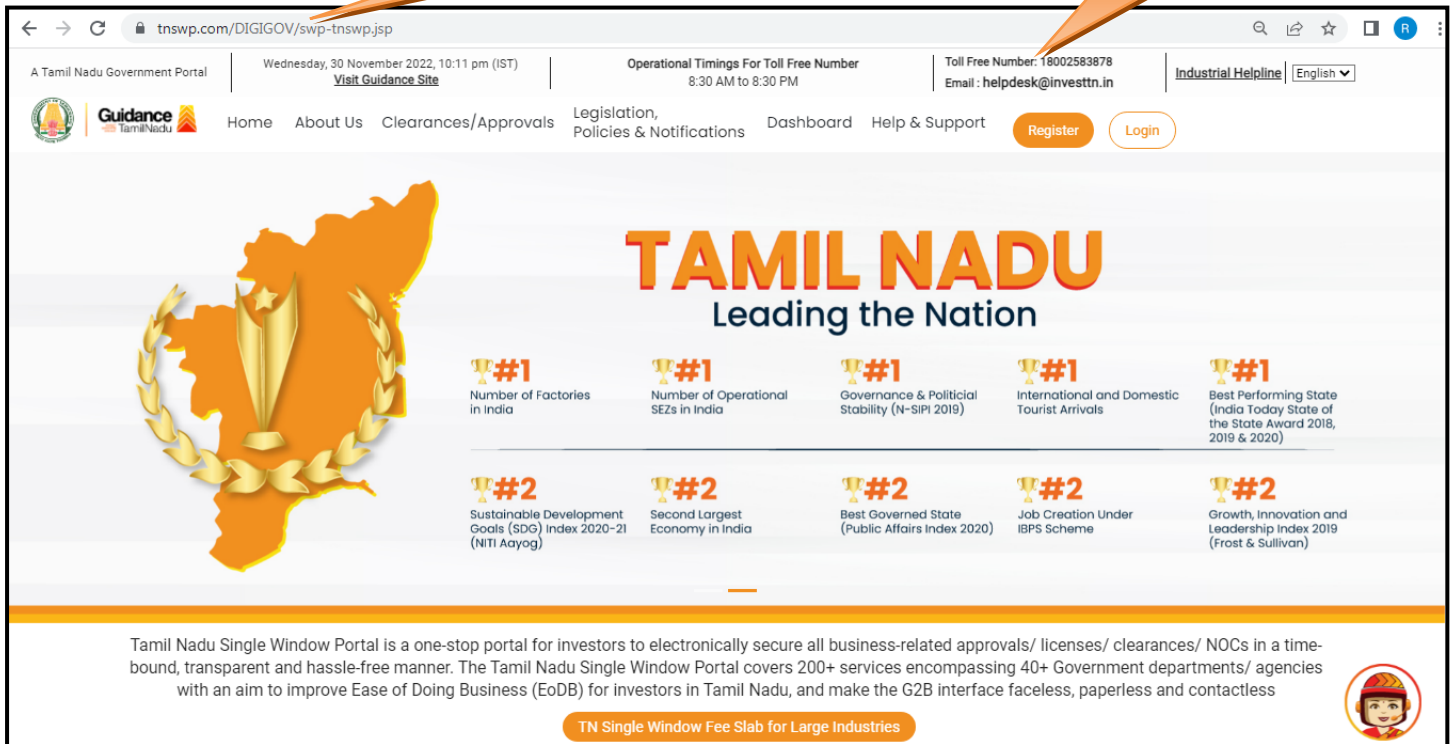 tnswp.com/DIGIGOV/swp-tnswp.jsp
R
A Tamil Nadu Government Portal
Wednesday, 30 November 2022, 10:11 pm (IST)
Visit Guidance Site
Operational Timings For Toll Free Number
8:30 AM to 8:30 PM
Toll Free Number: 18002583878
Email : helpdesk@investtn.in
Industrial Helpline
English
Guidance
TamilNadu
Home
About Us
Clearances/Approvals
Legislation,
Policies & Notifications
Dashboard
Help & Support
Register
Login
TAMIL NADU
Leading the Nation
#1
Number of Factories
in India
#1
Number of Operational
SEZs in India
#1
Governance & Politicial
Stability (N-SIPI 2019)
#1
International and Domestic
Tourist Arrivals
#1
Best Performing State
(India Today State of
the State Award 2018,
2019 & 2020)
#2
Sustainable Development
Goals (SDG) Index 2020-21
(NITI Aayog)
#2
Second Largest
Economy in India
#2
Best Governed State
(Public Affairs Index 2020)
#2
Job Creation Under
IBPS Scheme
#2
Growth, Innovation and
Leadership Index 2019
(Frost & Sullivan)
Tamil Nadu Single Window Portal is a one-stop portal for investors to electronically secure all business-related approvals/ licenses/ clearances/ NOCs in a time-
bound, transparent and hassle-free manner. The Tamil Nadu Single Window Portal covers 200+ services encompassing 40+ Government departments/ agencies
with an aim to improve Ease of Doing Business (EoDB) for investors in Tamil Nadu, and make the G2B interface faceless, paperless and contactless
TN Single Window Fee Slab for Large Industries